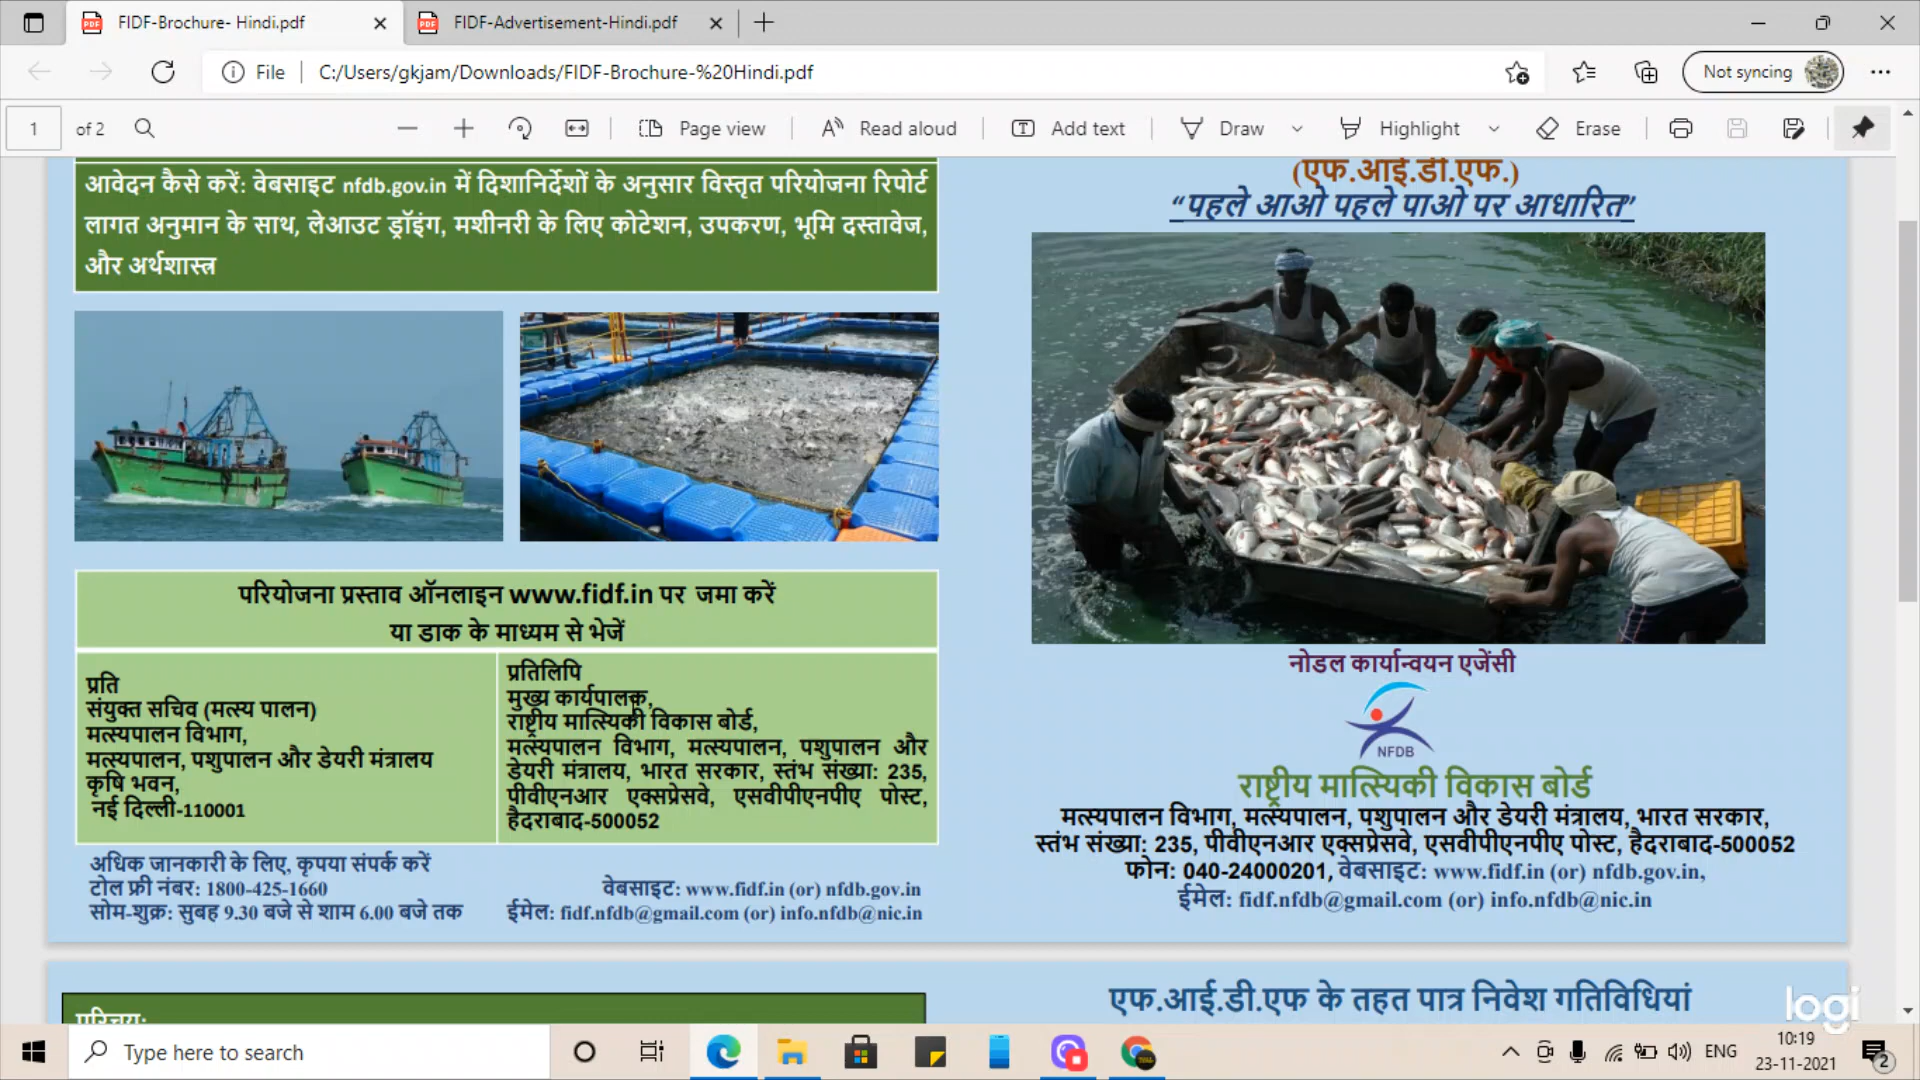 FIDF-Brochure- Hindi.pdf
FIDF-Advertisement-Hindi.pdf
File
C:/Users/gkjam/Downloads/FIDF-Brochure-%20Hindi.pdf
Not syncing
1 of 2
Page view
Read aloud
Add text
Draw
Highlight
Erase
आवेदन कैसे करें: वेबसाइट nfdb.gov.in में दिशानिर्देशों के अनुसार विस्तृत परियोजना रिपोर्ट
लागत अनुमान के साथ, लेआउट ड्रॉइंग, मशीनरी के लिए कोटेशन, उपकरण, भूमि दस्तावेज,
और अर्थशास्त्र
परियोजना प्रस्ताव ऑनलाइन www.fidf.in पर जमा करें
या डाक के माध्यम से भेजें
प्रति
संयुक्त सचिव (मत्स्य पालन)
मत्स्यपालन विभाग,
मत्स्यपालन, पशुपालन और डेयरी मंत्रालय
कृषि भवन,
नई दिल्ली-110001
प्रतिलिपि
मुख्य कार्यपालक,
राष्ट्रीय मात्स्यिकी विकास बोर्ड,
मत्स्यपालन विभाग, मत्स्यपालन, पशुपालन और
डेयरी मंत्रालय, भारत सरकार, स्तंभ संख्या: 235,
पीवीएनआर एक्सप्रेसवे, एसवीपीएनपीए पोस्ट,
हैदराबाद-500052
अधिक जानकारी के लिए, कृपया संपर्क करें
टोल फ्री नंबर: 1800-425-1660
सोम-शुक्र: सुबह 9.30 बजे से शाम 6.00 बजे तक
वेबसाइट: www.fidf.in (or) nfdb.gov.in
ईमेल: fidf.nfdb@gmail.com (or) info.nfdb@nic.in
(एफ.आई.डी.एफ.)
“पहले आओ पहले पाओ पर आधारित”
नोडल कार्यान्वयन एजेंसी
NFDB
राष्ट्रीय मात्स्यिकी विकास बोर्ड
मत्स्यपालन विभाग, मत्स्यपालन, पशुपालन और डेयरी मंत्रालय, भारत सरकार,
स्तंभ संख्या: 235, पीवीएनआर एक्सप्रेसवे, एसवीपीएनपीए पोस्ट, हैदराबाद-500052
फोन: 040-24000201, वेबसाइट: www.fidf.in (or) nfdb.gov.in,
ईमेल: fidf.nfdb@gmail.com (or) info.nfdb@nic.in
परिचय:
एफ.आई.डी.एफ के तहत पात्र निवेश गतिविधियां
logi
Type here to search
ENG
10:19
23-11-2021
2